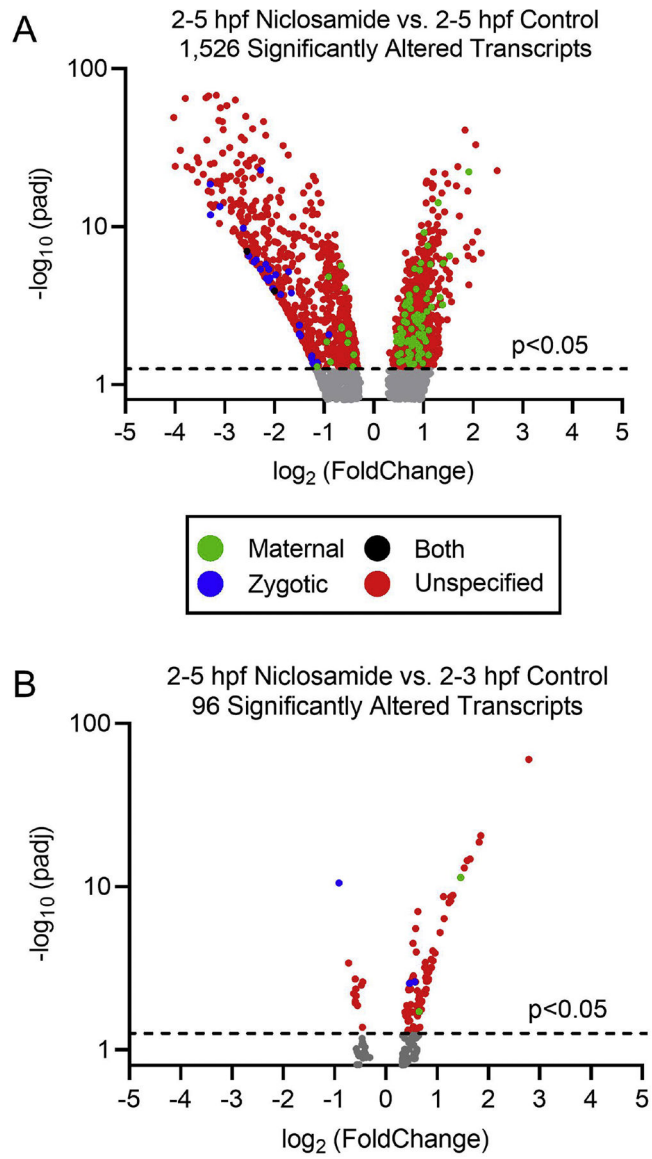 A
2-5 hpf Niclosamide vs. 2-5 hpf Control
1,526 Significantly Altered Transcripts
100
10
1
-log10 (padj)
p<0.05
-5 -4 -3 -2 -1 0 1 2 3 4 5
log2 (FoldChange)
Maternal Both
Zygotic Unspecified
B
2-5 hpf Niclosamide vs. 2-3 hpf Control
96 Significantly Altered Transcripts
100
10
1
-log10 (padj)
p<0.05
-5 -4 -3 -2 -1 0 1 2 3 4 5
log2 (FoldChange)